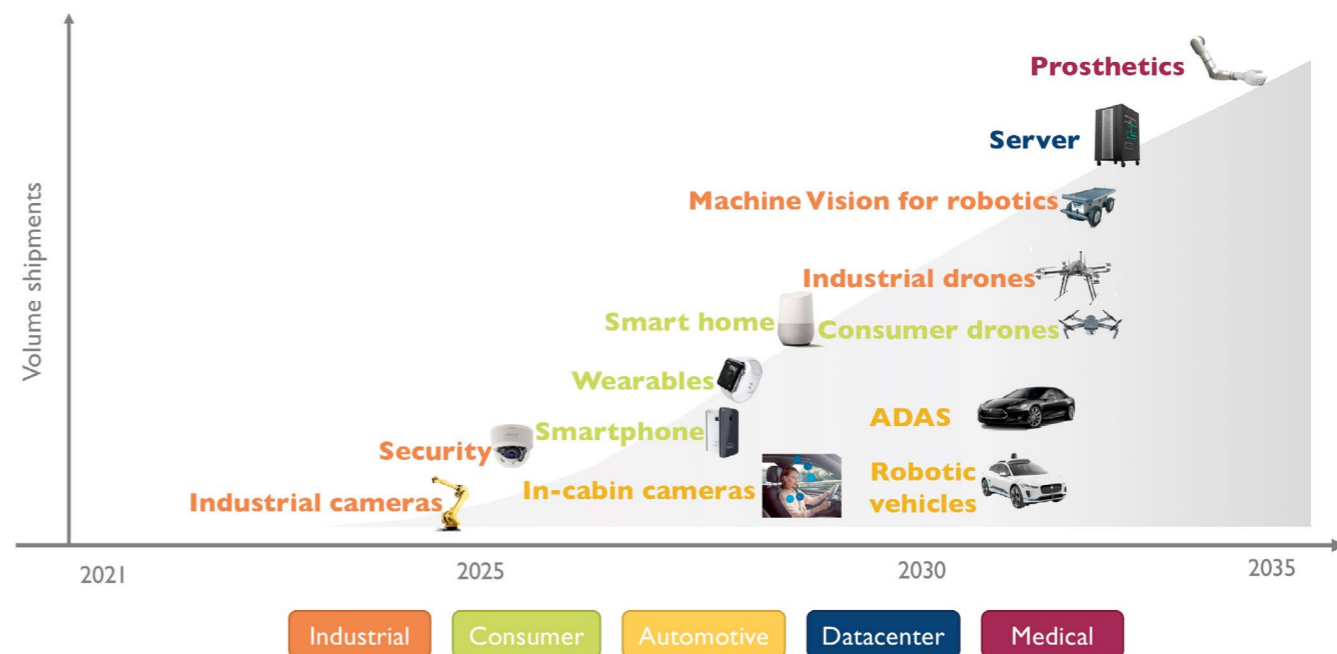 Prosthetics
Server
Machine Vision for robotics
Industrial drones
Smart home
Consumer drones
Wearables
ADAS
Smartphone
Security
In-cabin cameras
Robotic
vehicles
Industrial cameras
Volume shipments
2021
2025
2030
2035
Industrial
Consumer
Automotive
Datacenter
Medical